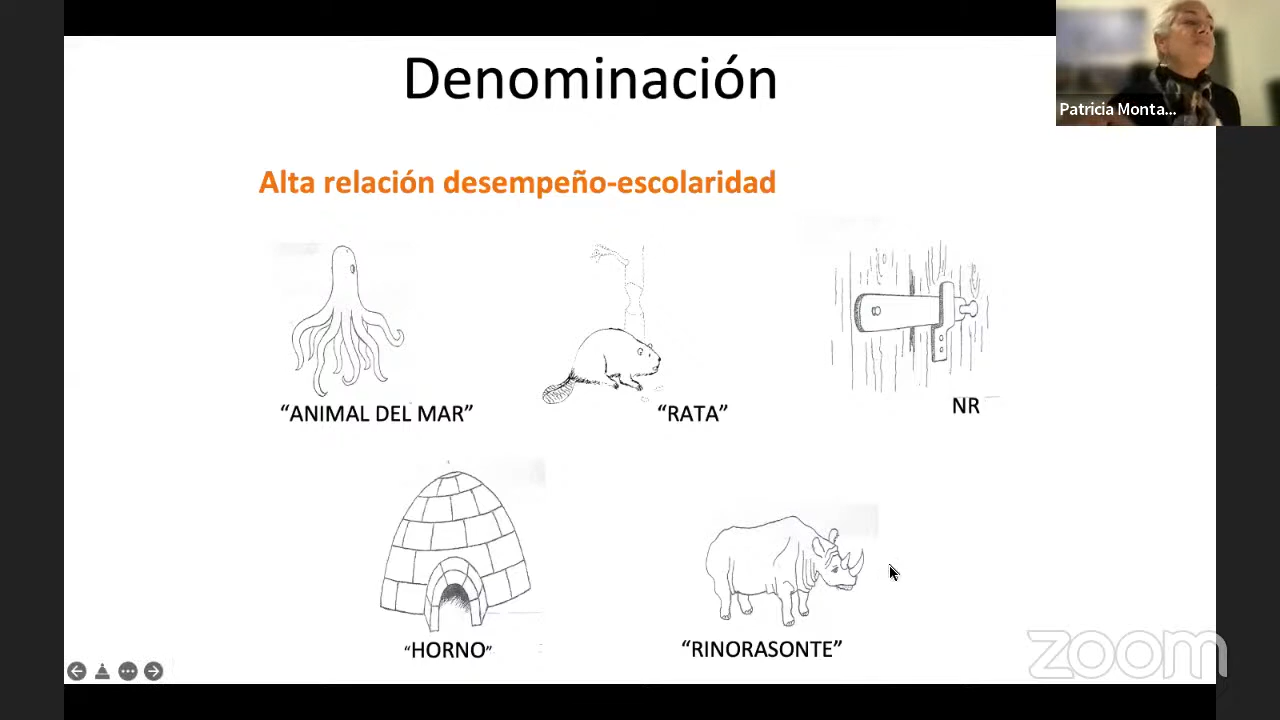 Denominación
Patricia Monta...
Alta relación desempeño-escolaridad
“ANIMAL DEL MAR”
“RATA”
NR
“HORNO”
“RINORASONTE”
zoom